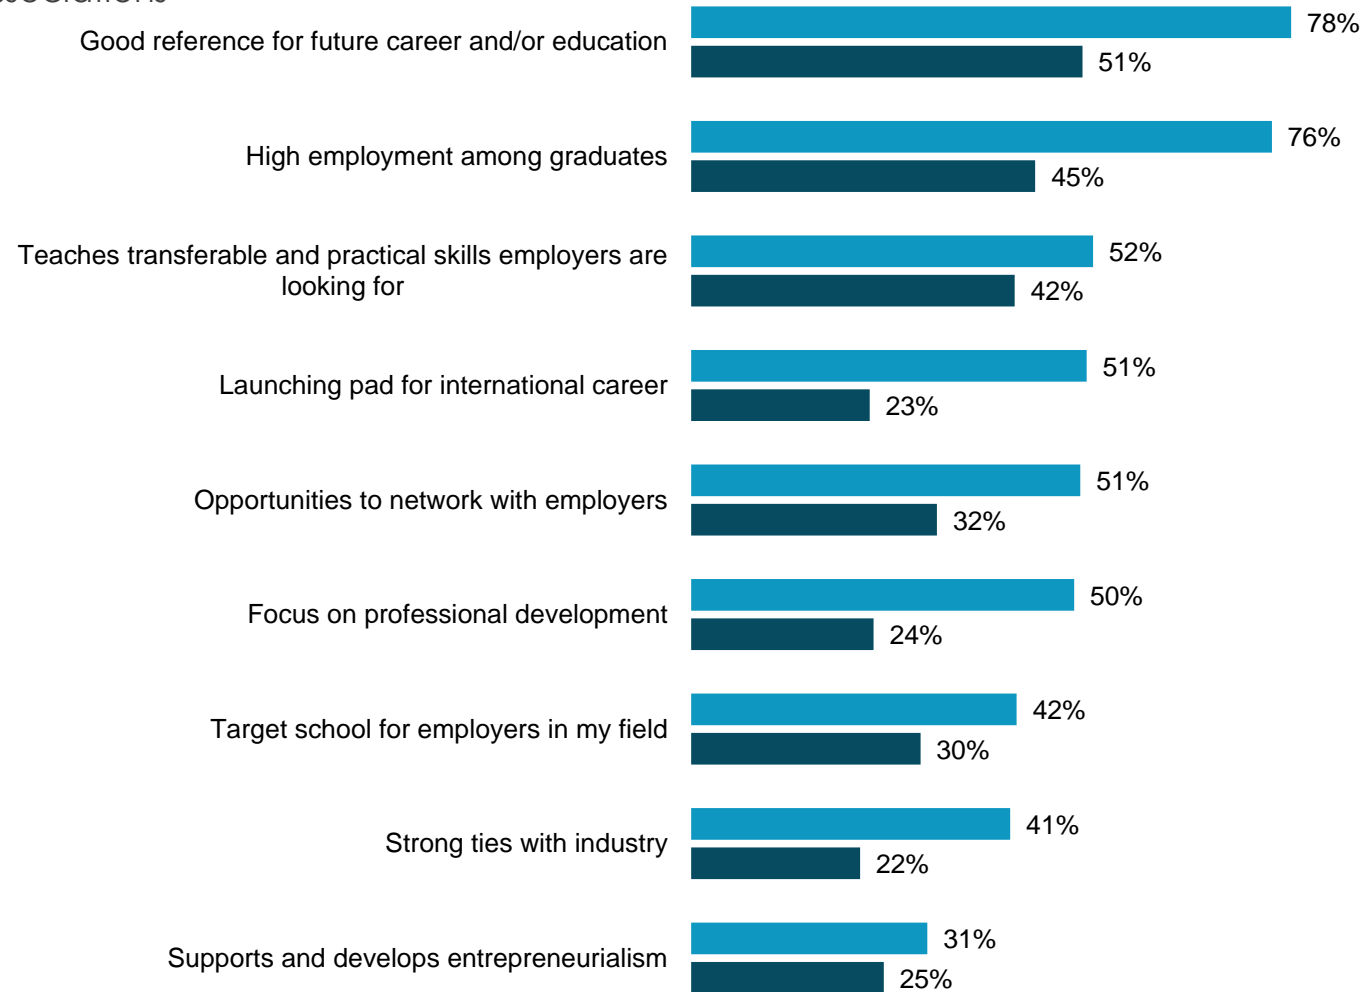 Good reference for future career and/or education
78%
51%
High employment among graduates
76%
45%
Teaches transferable and practical skills employers are
looking for
52%
42%
Launching pad for international career
51%
23%
Opportunities to network with employers
51%
32%
Focus on professional development
50%
24%
Target school for employers in my field
42%
30%
Strong ties with industry
41%
22%
Supports and develops entrepreneurialism
31%
25%